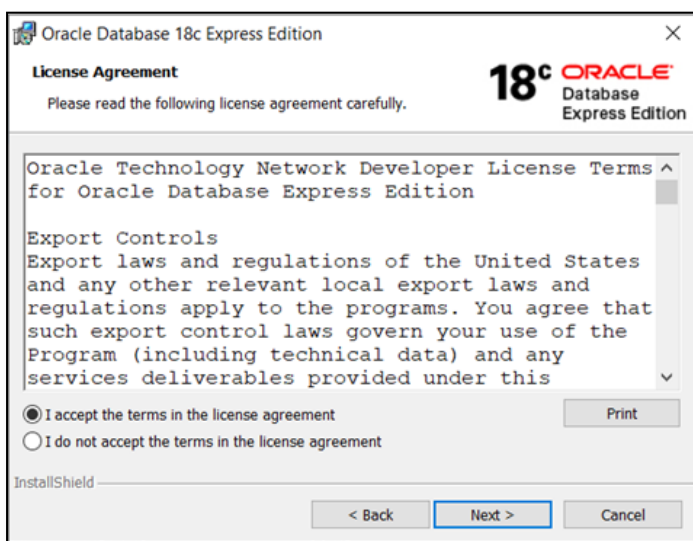 Oracle Database 18c Express Edition
License Agreement
Please read the following license agreement carefully.
18c ORACLE
Database
Express Edition
Oracle Technology Network Developer License Terms
for Oracle Database Express Edition
Export Controls
Export laws and regulations of the United States
and any other relevant local export laws and
regulations apply to the programs. You agree that
such export control laws govern your use of the
Program (including technical data) and any
services deliverables provided under this
I accept the terms in the license agreement
Print
I do not accept the terms in the license agreement
InstallShield
< Back
Next >
Cancel